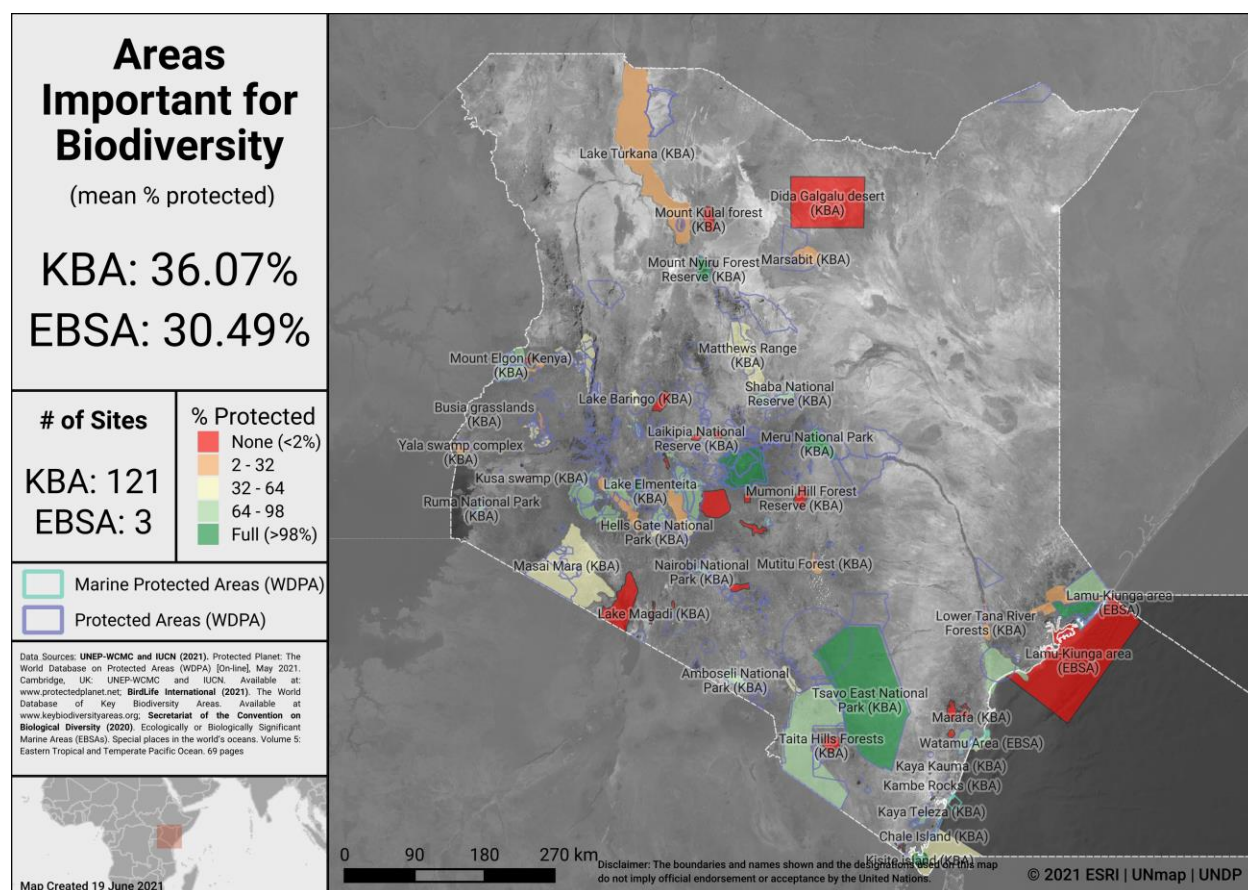 Areas
Important for
Biodiversity
(mean % protected)
KBA: 36.07%
EBSA: 30.49%
# of Sites
KBA: 121
EBSA: 3
% Protected
None (<2%)
2 - 32
32 - 64
64 - 98
Full (>98%)
Marine Protected Areas (WDPA)
Protected Areas (WDPA)
Data Sources: UNEP-WCMC and IUCN (2021). Protected Planet: The
World Database on Protected Areas (WDPA) [On-line], May 2021.
Cambridge, UK: UNEP-WCMC and IUCN. Available at:
www.protectedplanet.net; BirdLife International (2021). The World
Database of Key Biodiversity Areas. Available at
www.keybiodiversityareas.org; Secretariat of the Convention on
Biological Diversity (2020). Ecologically or Biologically Significant
Marine Areas (EBSAs). Special places in the world's oceans. Volume 5:
Eastern Tropical and Temperate Pacific Ocean. 69 pages
Map Created 19 June 2021
Lake Turkana (KBA)
Dida Galgalu desert
(KBA)
Mount Kulal forest
(KBA)
Marsabit (KBA)
Mount Nyiru Forest
Reserve (KBA)
Matthews Range
(KBA)
Mount Elgon (Kenya)
(KBA)
Shaba National
Reserve (KBA)
Lake Baringo (KBA)
Busia grasslands
(KBA)
Laikipia National
Reserve (KBA)
Meru National Park
(KBA)
Yala swamp complex
(KBA)
Kusa swamp (KBA)
Lake Elmenteita
(KBA)
Mumoni Hill Forest
Reserve (KBA)
Ruma National Park
(KBA)
Hells Gate National
Park (KBA)
Masai Mara (KBA)
Nairobi National
Park (KBA)
Mutitu Forest (KBA)
Lake Magadi (KBA)
Lower Tana River
Forests (KBA)
Lamu-Kiunga area
(EBSA)
Lamu-Kiunga area
(EBSA)
Amboseli National
Park (KBA)
Tsavo East National
Park (KBA)
Marafa (KBA)
Taita Hills Forests
(KBA)
Watamu Area (EBSA)
Kaya Kauma (KBA)
Kambe Rocks (KBA)
Kaya Teleza (KBA)
Chale Island (KBA)
Kisite island (KBA)
0 90 180 270 km
Disclaimer: The boundaries and names shown and the designations used on this map
do not imply official endorsement or acceptance by the United Nations.
© 2021 ESRI | UNmap | UNDP